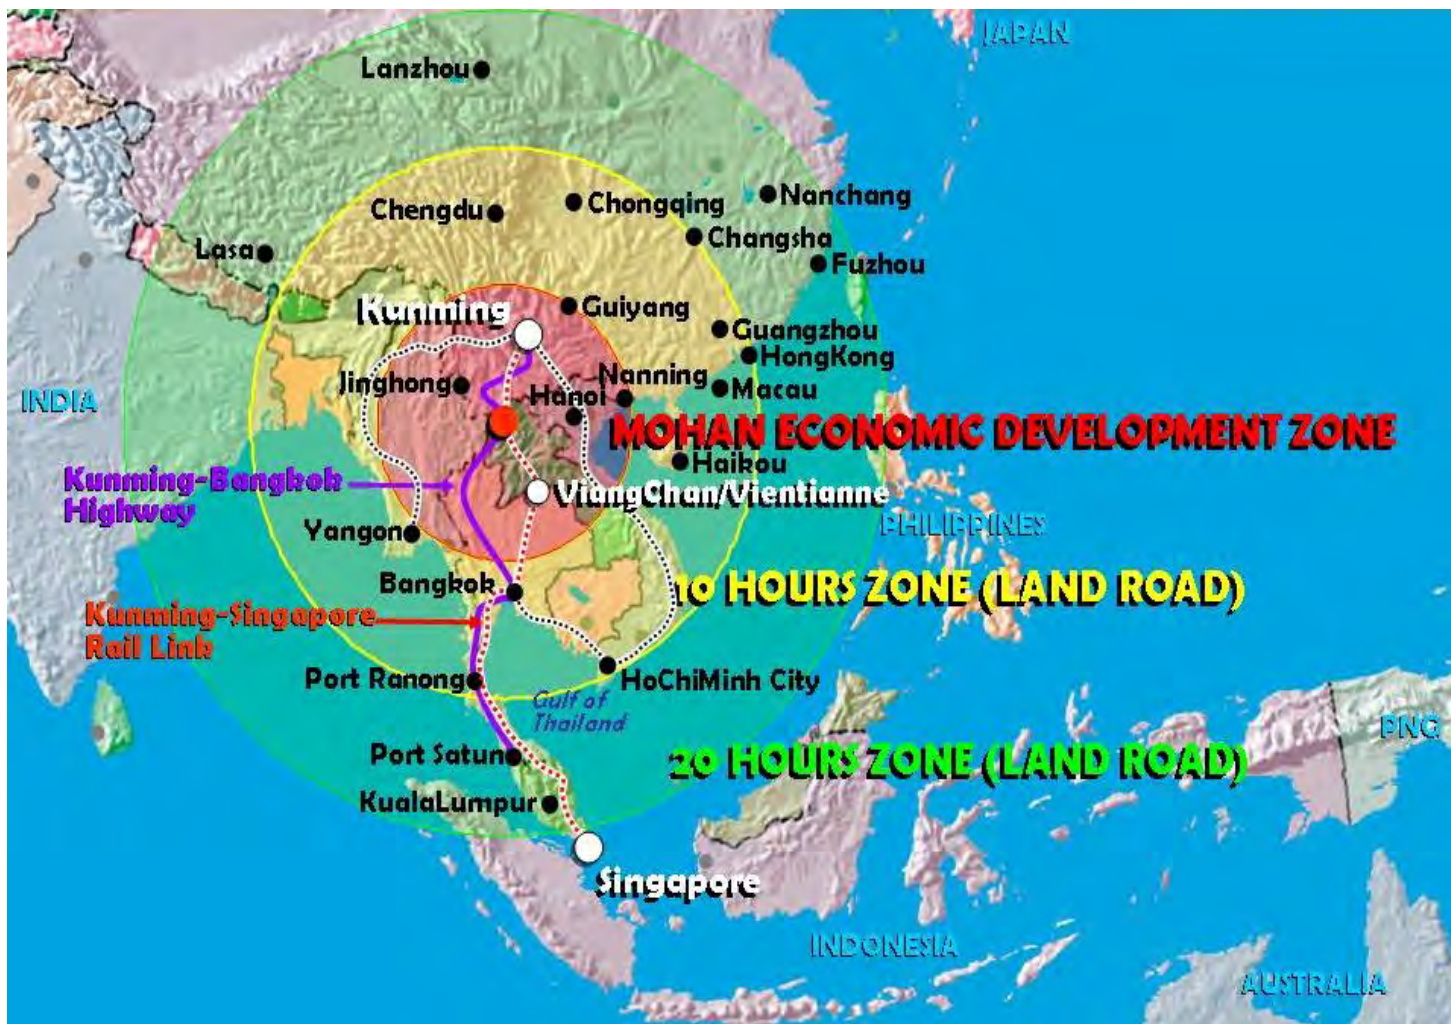 JAPAN
Lanzhou
Nanchang
Chongqing
Chengdu
Changsha
Lasa
Fuzhou
Kunming
Guiyang
Guangzhou
HongKong
Nanning
Jinghong
Macau
Hanoi
INDIA
MOHAN ECONOMIC DEVELOPMENT ZONE
Haikou
Kunming-Bangkok
Highway
ViangChan/Vientianne
PHILIPPINES
Yangon
Bangkok
10 HOURS ZONE (LAND ROAD)
Kunming-Singapore
Rail Link
Port Ranong
HoChiMinh City
Gulf of
Thailand
PNG
Port Satun
20 HOURS ZONE (LAND ROAD)
KualaLumpur
Singapore
INDONESIA
AUSTRALIA